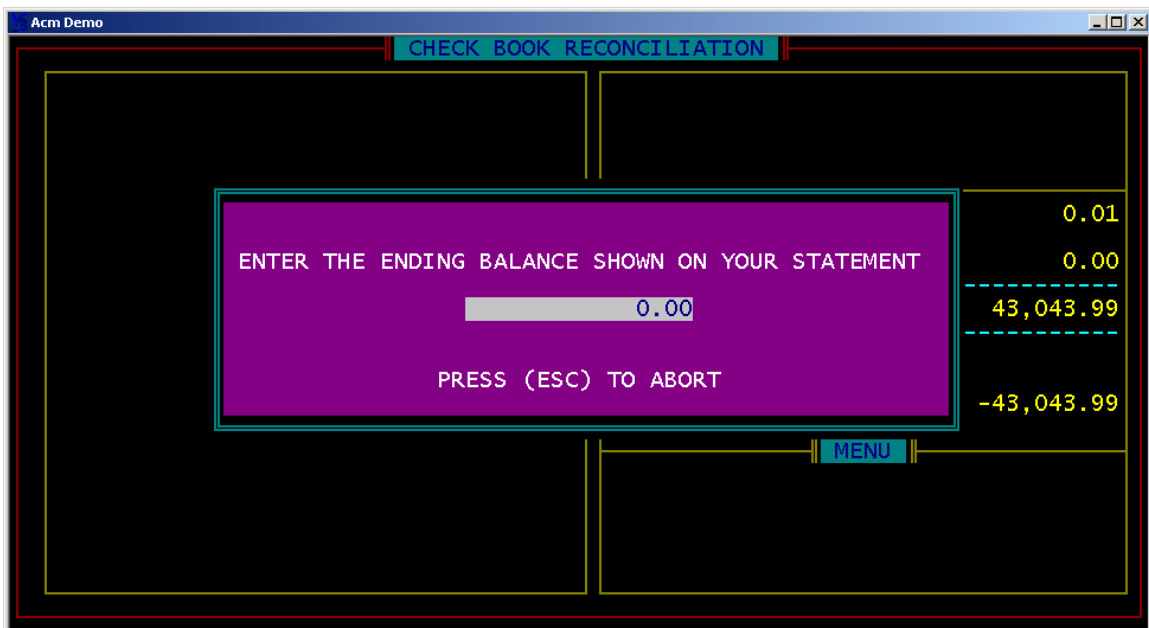 Acm Demo
CHECK BOOK RECONCILIATION
0.01
ENTER THE ENDING BALANCE SHOWN ON YOUR STATEMENT
0.00
0.00
43,043.99
PRESS (ESC) TO ABORT
-43,043.99
MENU